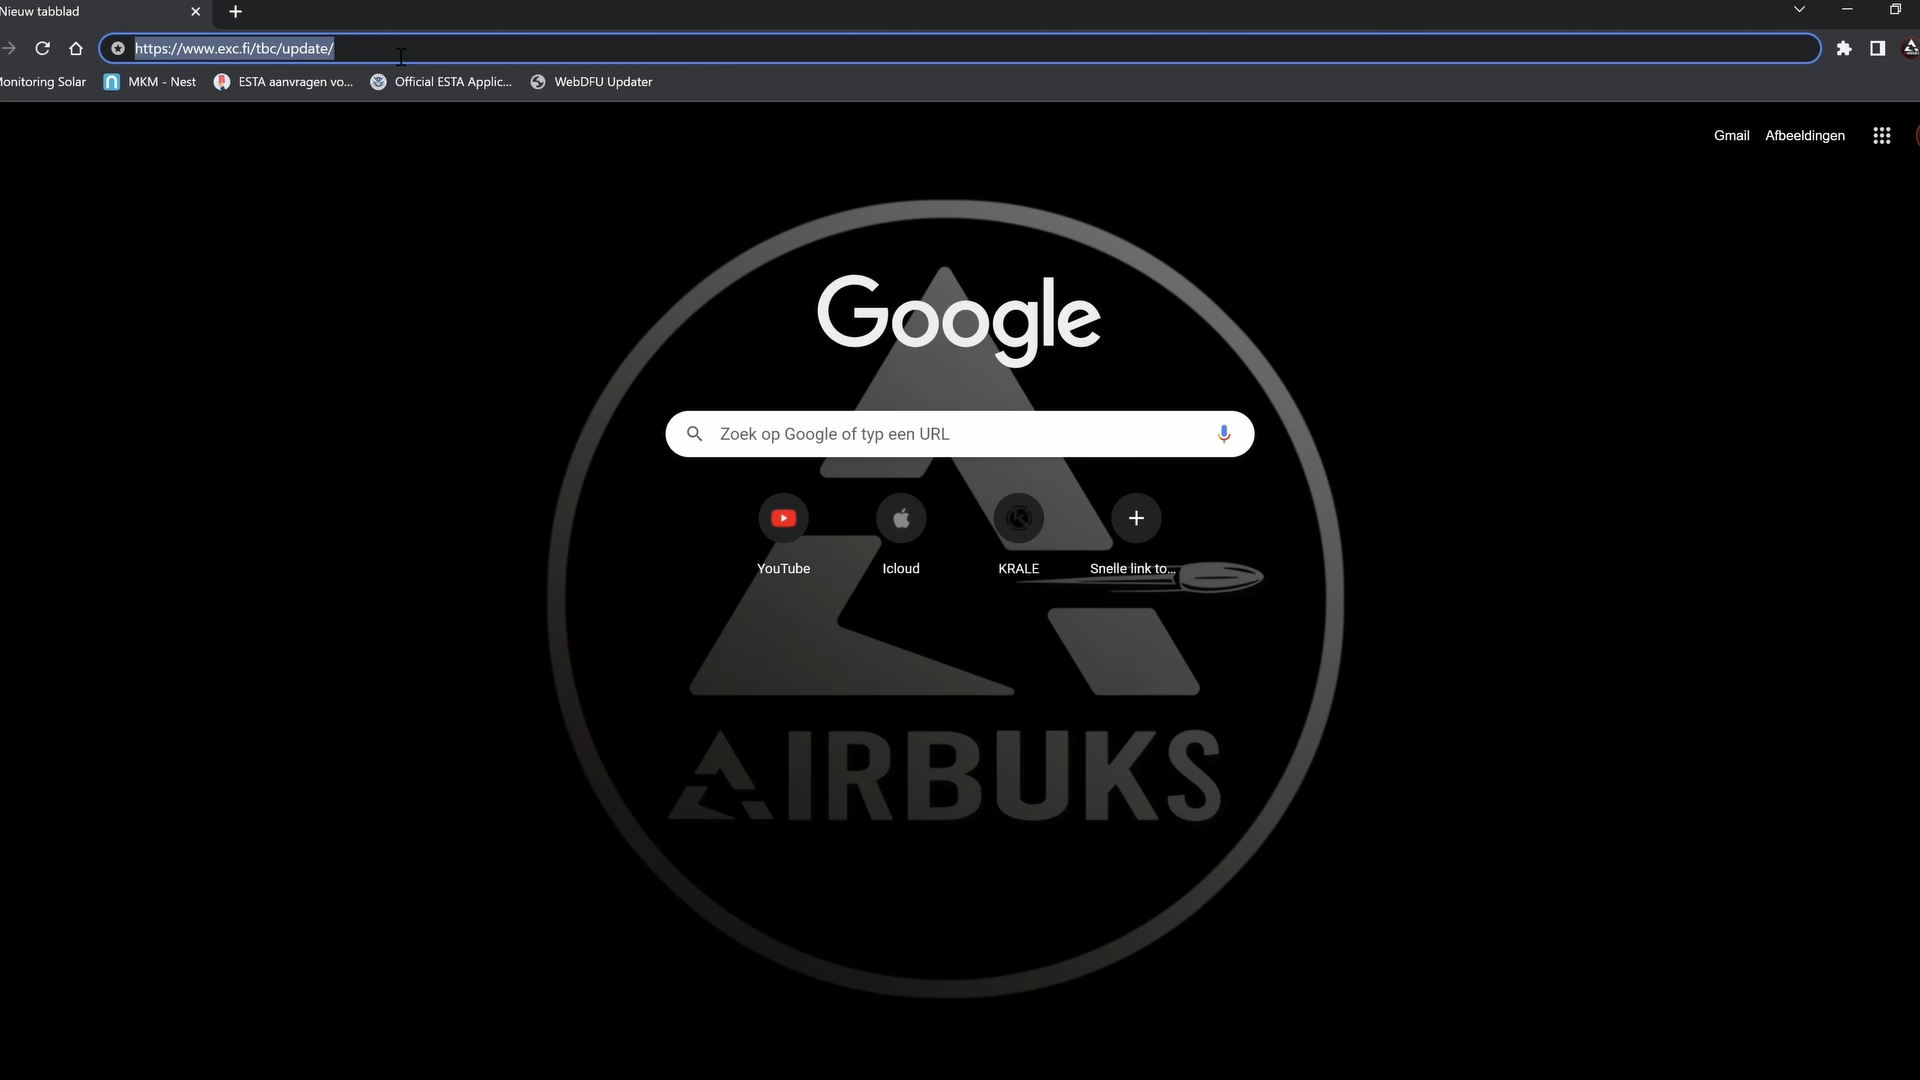 Nieuw tabblad
https://www.exc.fi/tbc/update/
Monitoring Solar MKM - Nest ESTA aanvragen vo... Official ESTA Applic... WebDFU Updater
Gmail Afbeeldingen
Google
Zoek op Google of typ een URL
YouTube Icloud KRALE Snelle link to...
AIRBUKS